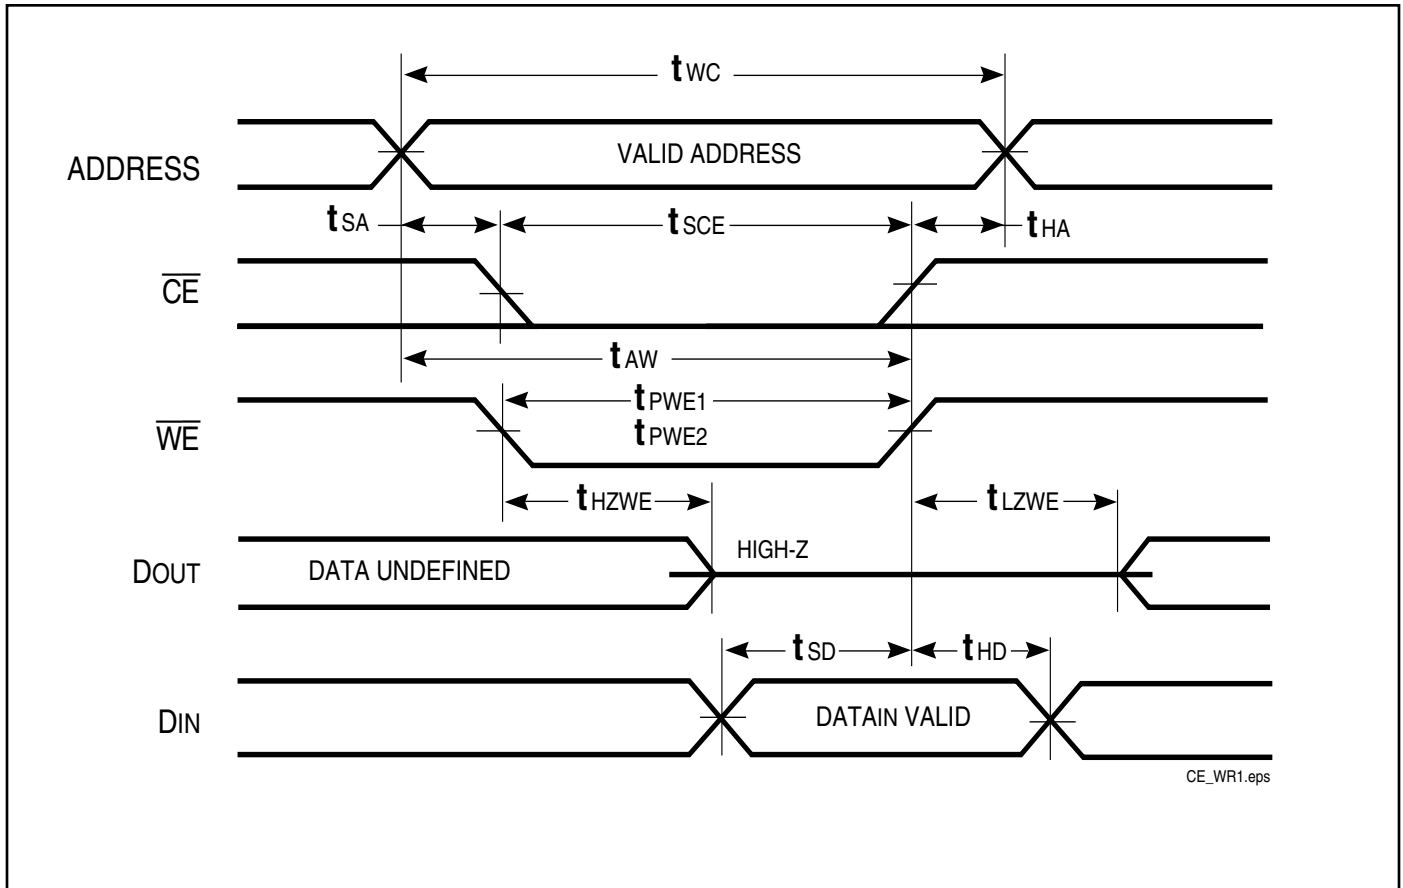 tWC
ADDRESS
VALID ADDRESS
tSA
tSCE
tHA
CE
tAW
WE
tPWE1
tPWE2
tHZWE
tLZWE
DOUT
DATA UNDEFINED
HIGH-Z
tSD
tHD
DIN
DATAIN VALID
CE_WR1.eps